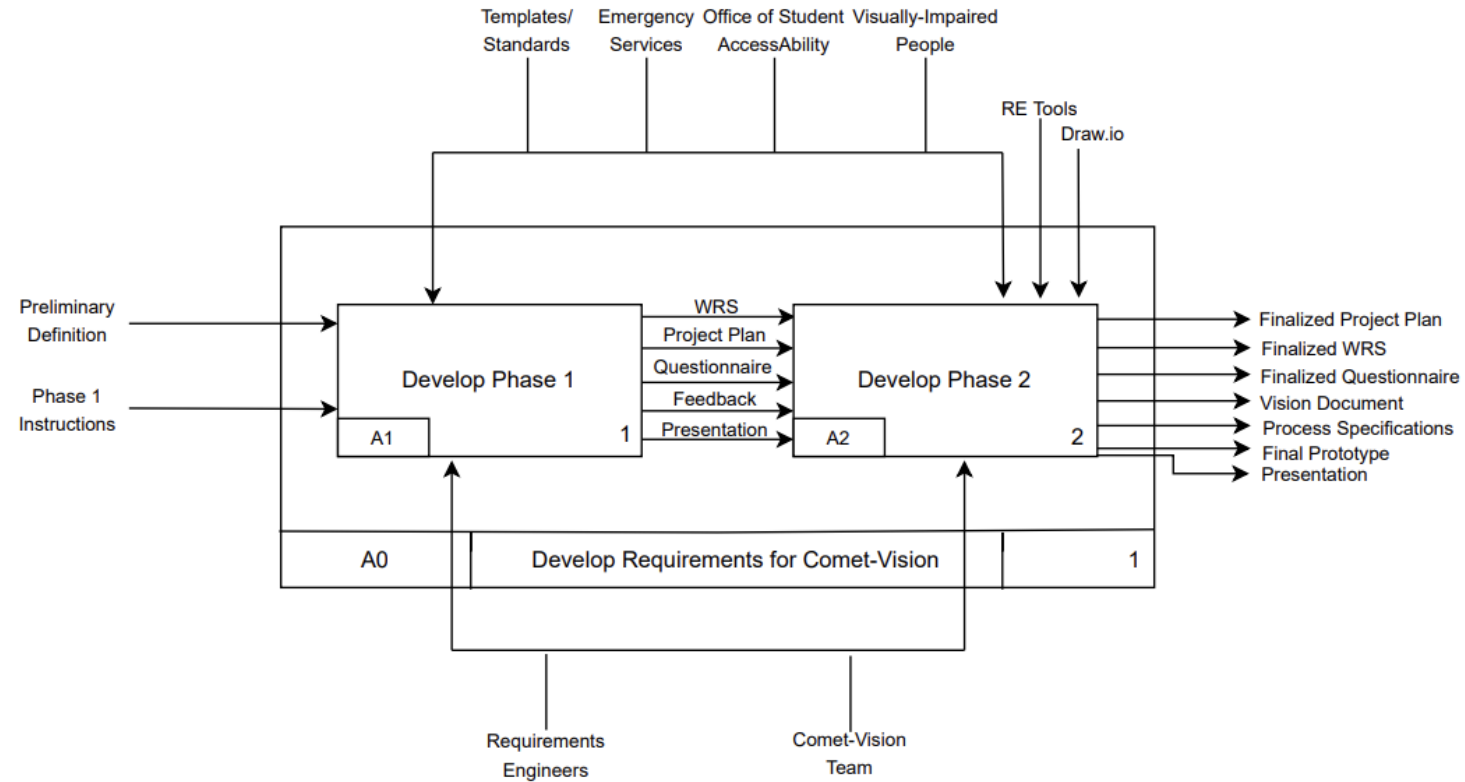 Templates/
Standards
Emergency
Services
Office of Student
AccessAbility
Visually-Impaired
People
RE Tools
Draw.io
Preliminary
Definition
Phase 1
Instructions
Develop Phase 1
A1
1
WRS
Project Plan
Questionnaire
Feedback
Presentation
Develop Phase 2
A2
2
Finalized Project Plan
Finalized WRS
Finalized Questionnaire
Vision Document
Process Specifications
Final Prototype
Presentation
A0
Develop Requirements for Comet-Vision
1
Requirements
Engineers
Comet-Vision
Team